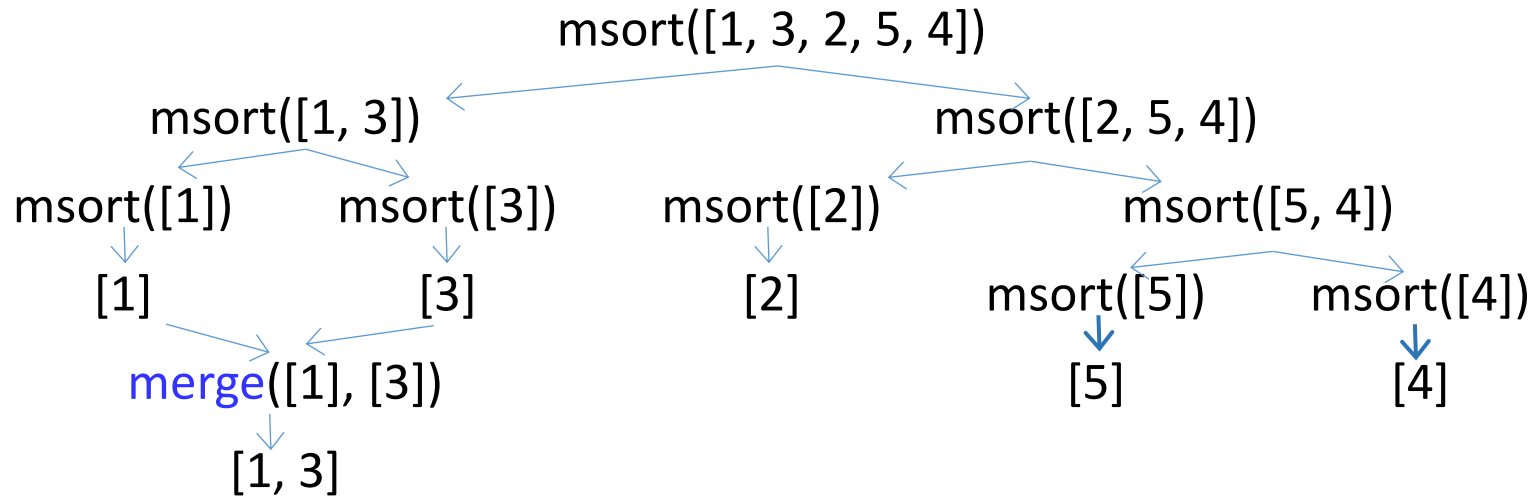 msort([1, 3, 2, 5, 4])
msort([1, 3])
msort([2, 5, 4])
msort([1])
msort([3])
msort([2])
msort([5, 4])
[1]
[3]
[2]
msort([5])
msort([4])
merge([1], [3])
[5]
[4]
[1, 3]